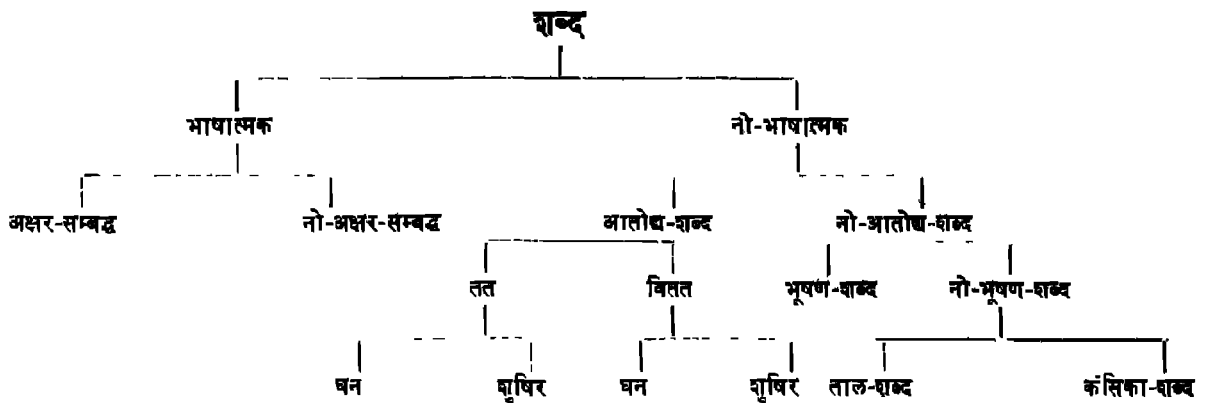 शब्द
भाषात्मक नो-भाषात्मक
अक्षर-सम्बद्ध नो-अक्षर-सम्बद्ध आतोद्य-शब्द नो-आतोद्य-शब्द
तत वितत भूषण-शब्द नो-भूषण-शब्द
घन शुषिर घन शुषिर ताल-शब्द कंसिका-शब्द